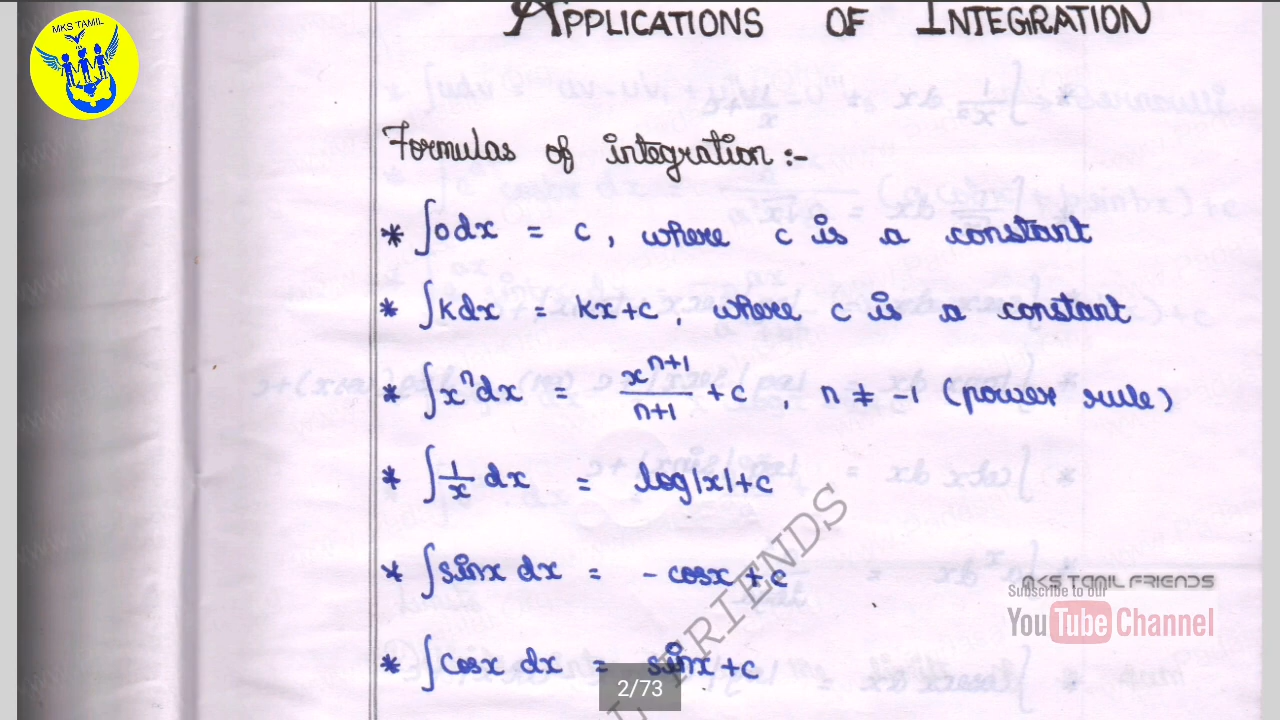 MKS TAMIL
APPLICATIONS OF INTEGRATION
Formulas of integration :-
* ∫0dx = c, where c is a constant
* ∫kdx = kx+c, where c is a constant
* ∫xⁿdx = xⁿ⁺¹/n+1 + c, n ≠ -1 (power rule)
* ∫1/x dx = log|x|+c
* ∫sinx dx = -cosx + c
* ∫cosx dx = sinx + c
FRIENDS
MKS TAMIL FRIENDS
Subscribe to our
YouTube Channel
2/73